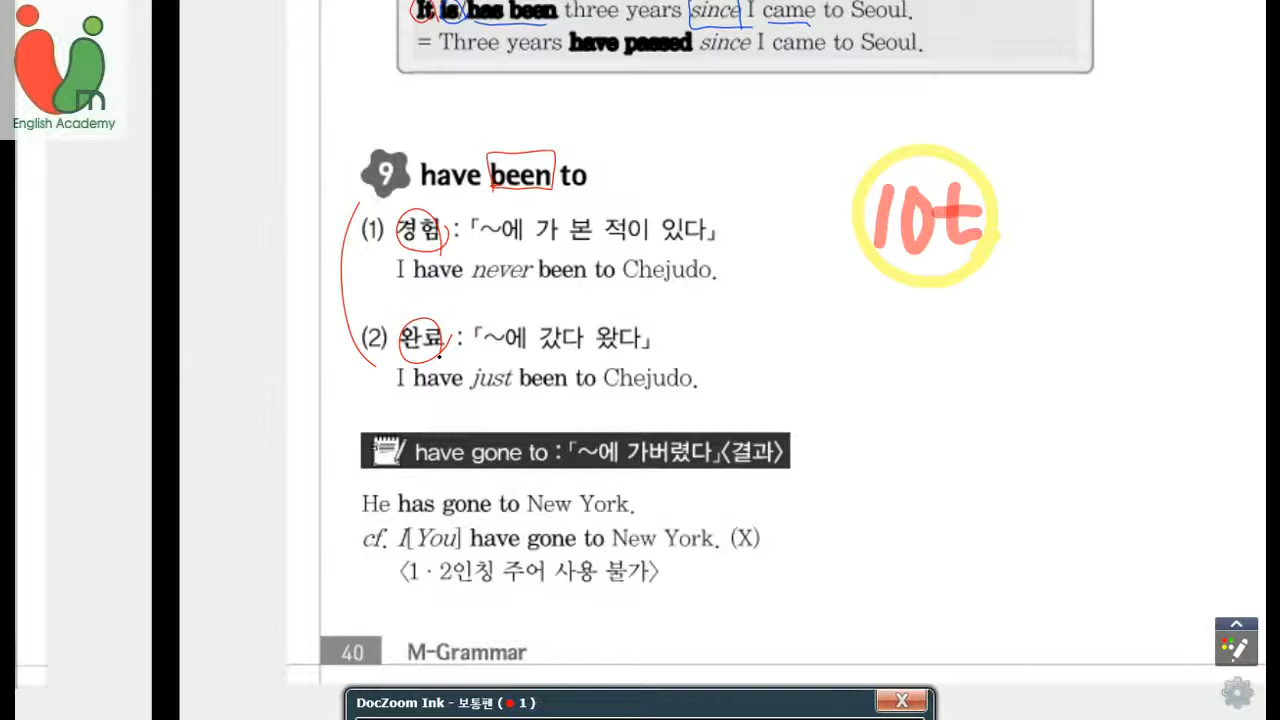 It is/has been three years since I came to Seoul.
= Three years have passed since I came to Seoul.
m
English Academy
9 have been to
(1) 경험 : 「~에 가 본 적이 있다」
I have never been to Chejudo.
10t
(2) 완료 : 「~에 갔다 왔다」
I have just been to Chejudo.
have gone to : 「~에 가버렸다」〈결과〉
He has gone to New York.
cf. I[You] have gone to New York. (X)
〈1 · 2인칭 주어 사용 불가〉
40 M-Grammar
DocZoom Ink - 보통펜 ( 1 )
X